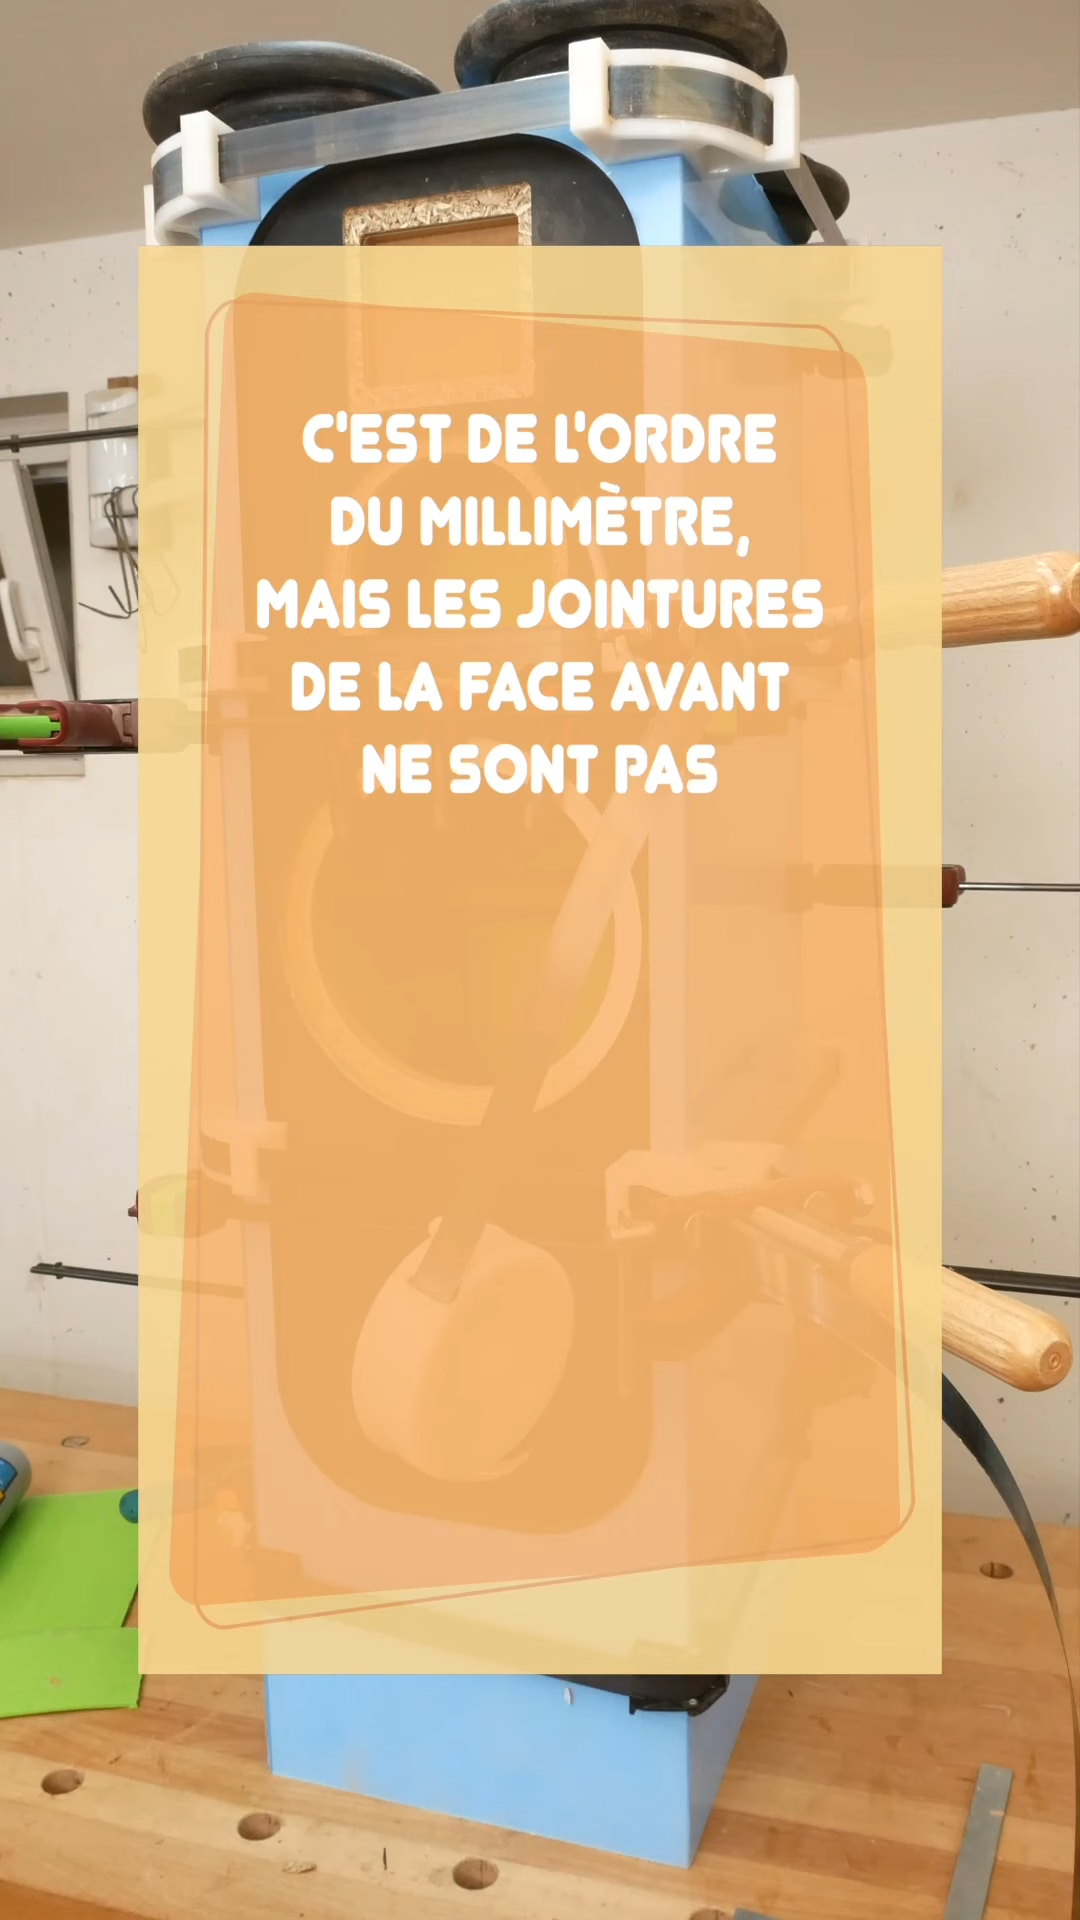 C'EST DE L'ORDRE
DU MILLIMÈTRE,
MAIS LES JOINTURES
DE LA FACE AVANT
NE SONT PAS